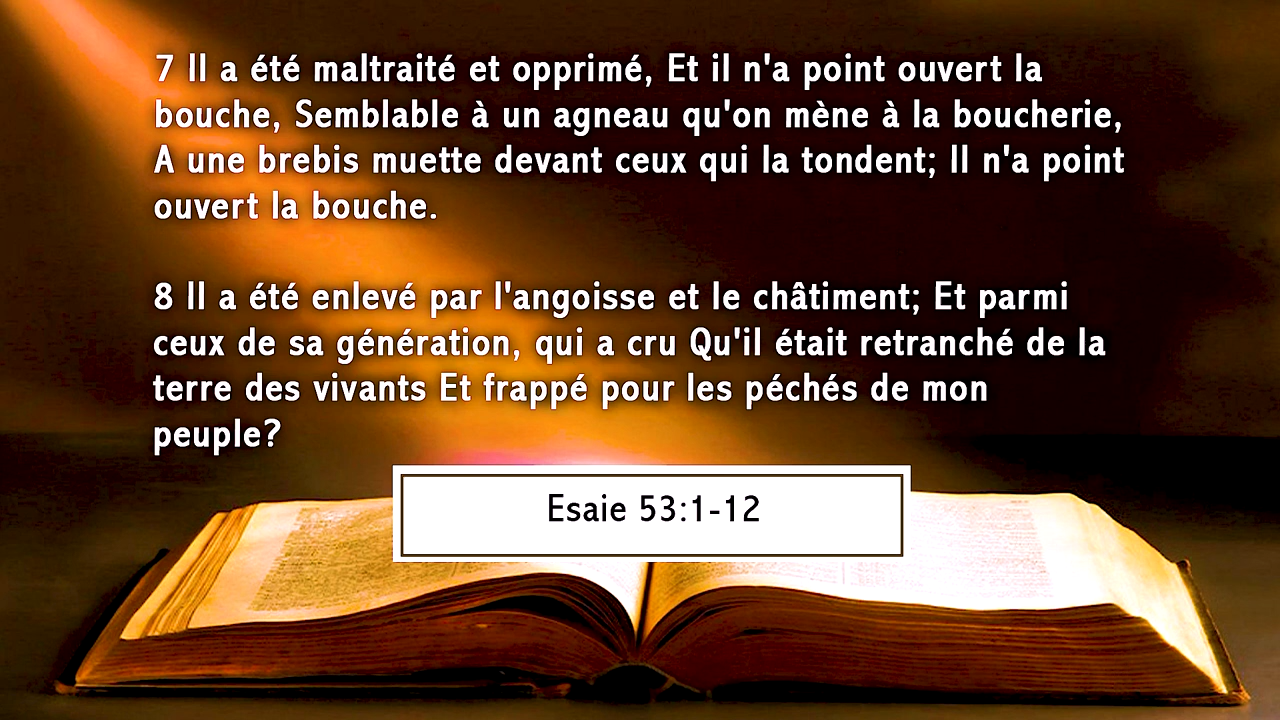 7 Il a été maltraité et opprimé, Et il n'a point ouvert la
bouche, Semblable à un agneau qu'on mène à la boucherie,
A une brebis muette devant ceux qui la tondent; Il n'a point
ouvert la bouche.
8 Il a été enlevé par l'angoisse et le châtiment; Et parmi
ceux de sa génération, qui a cru Qu'il était retranché de la
terre des vivants Et frappé pour les péchés de mon
peuple?
Esaie 53:1-12